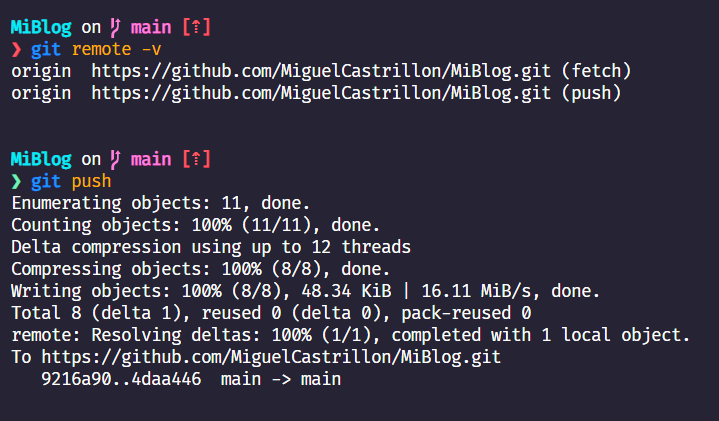 MiBlog on main [⇡]
❯ git remote -v
origin  https://github.com/MiguelCastrillon/MiBlog.git (fetch)
origin  https://github.com/MiguelCastrillon/MiBlog.git (push)
MiBlog on main [⇡]
❯ git push
Enumerating objects: 11, done.
Counting objects: 100% (11/11), done.
Delta compression using up to 12 threads
Compressing objects: 100% (8/8), done.
Writing objects: 100% (8/8), 48.34 KiB | 16.11 MiB/s, done.
Total 8 (delta 1), reused 0 (delta 0), pack-reused 0
remote: Resolving deltas: 100% (1/1), completed with 1 local object.
To https://github.com/MiguelCastrillon/MiBlog.git
   9216a90..4daa446  main -> main